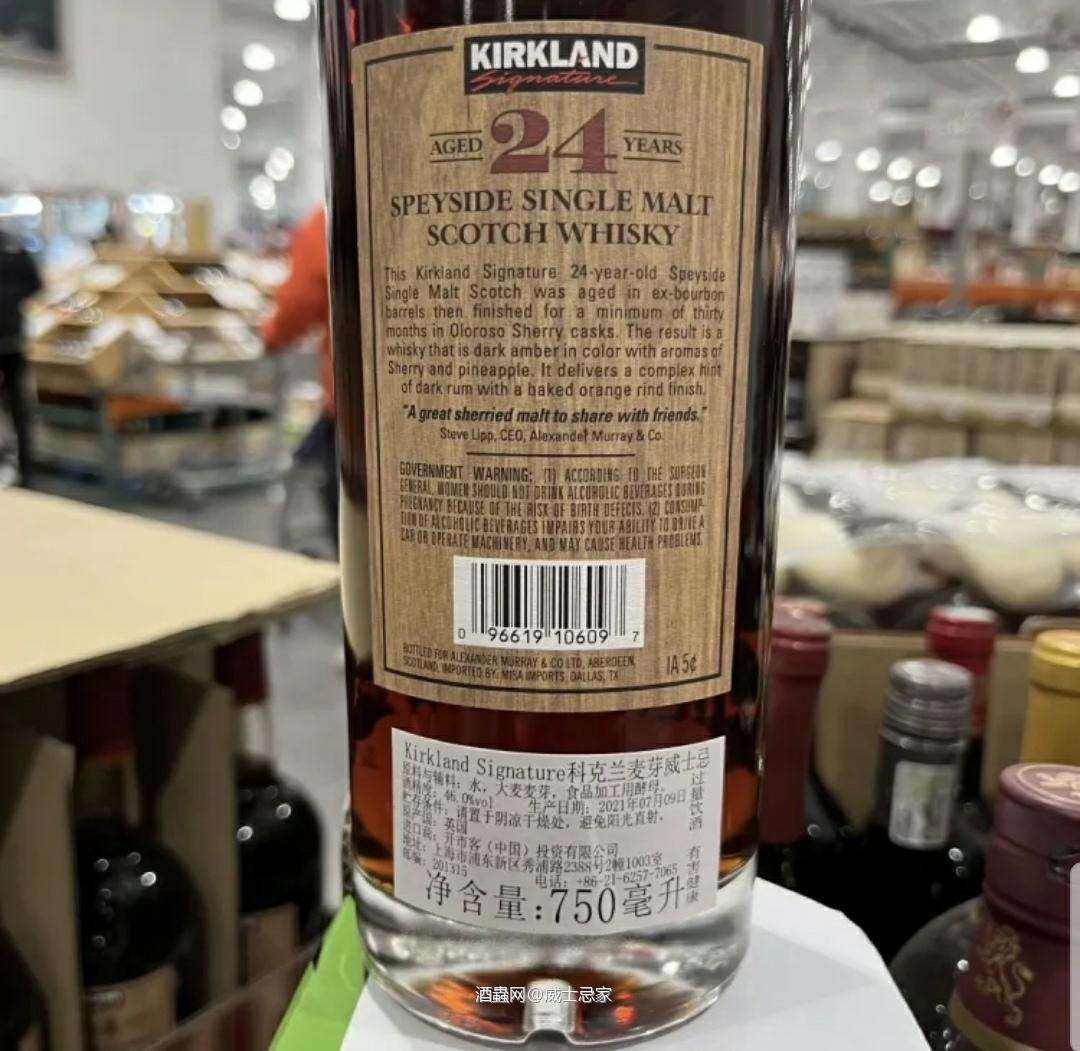 KIRKLAND
Signature
AGED 24 YEARS
SPEYSIDE SINGLE MALT
SCOTCH WHISKY
This Kirkland Signature 24-year-old Speyside
Single Malt Scotch was aged in ex-bourbon
barrels then finished for a minimum of thirty
months in Oloroso Sherry casks. The result is a
whisky that is dark amber in color with aromas of
Sherry and pineapple. It delivers a complex hint
of dark rum with a baked orange rind finish.
"A great sherried malt to share with friends."
Steve Lipp, CEO, Alexander Murray & Co.
GOVERNMENT WARNING: (1) ACCORDING TO THE SURGEON
GENERAL, WOMEN SHOULD NOT DRINK ALCOHOLIC BEVERAGES DURING
PREGNANCY BECAUSE OF THE RISK OF BIRTH DEFECTS. (2) CONSUMP-
TION OF ALCOHOLIC BEVERAGES IMPAIRS YOUR ABILITY TO DRIVE A
CAR OR OPERATE MACHINERY, AND MAY CAUSE HEALTH PROBLEMS.
0 96619 10609 7
BOTTLED FOR ALEXANDER MURRAY & CO LTD, ABERDEEN,
SCOTLAND. IMPORTED BY: MISA IMPORTS, DALLAS, TX
IA 5¢
Kirkland Signature科克兰麦芽威士忌
原料与辅料: 水, 大麦麦芽, 食品加工用酵母.
酒精度: 46.0%vol 生产日期: 2021年07月09日
贮存条件: 请置于阴凉干燥处, 避免阳光直射.
原产国: 英国
进口商: 开市客（中国）投资有限公司
地址: 上海市浦东新区秀浦路2388号2幢1003室
邮编: 201315 电话: +86-21-6257-7065
净含量:750毫升
过量饮酒 有害健康
酒蟲网@威士忌家